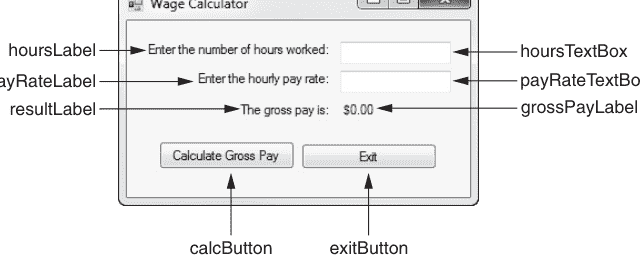 Wage Calculator
hoursLabel Enter the number of hours worked: hoursTextBox
ayRateLabel Enter the hourly pay rate: payRateTextBo
resultLabel The gross pay is: $0.00 grossPayLabel
Calculate Gross Pay Exit
calcButton exitButton